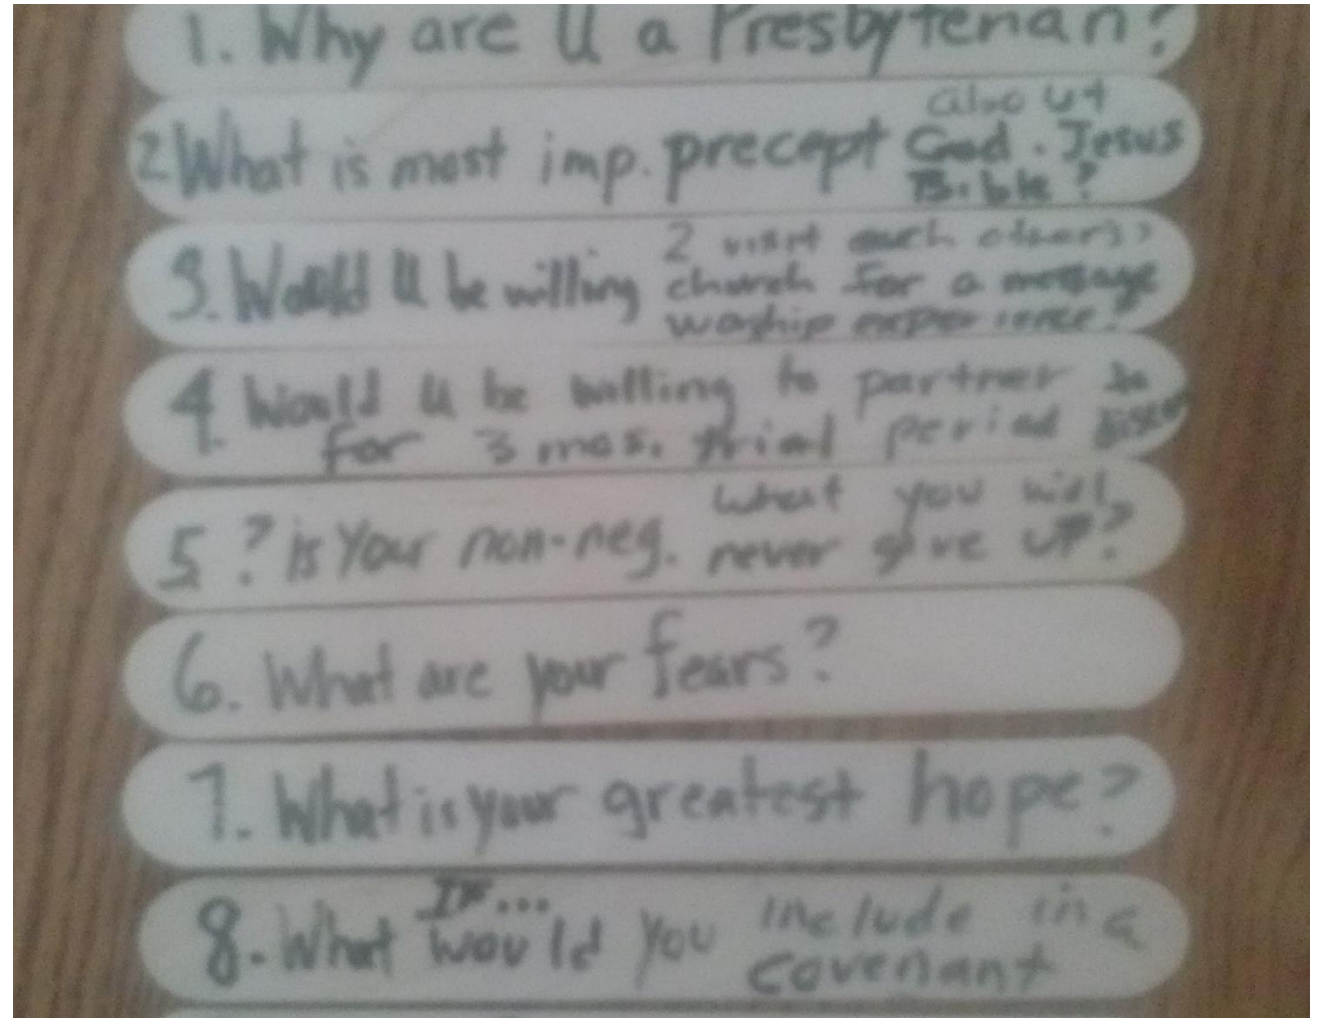 1. Why are U a Presbyterian?
also ut
2 What is most imp. precept God. Jesus
Bible?
2 visit each others'
3. Would U be willing church for a message
worship experience?
4. Would u be willing to partner
for 3 mos. trial period
what you will
5 ? is Your non-neg. never give up?
6. What are your fears?
7. What is your greatest hope?
IF...
8. What would you include in a
covenant